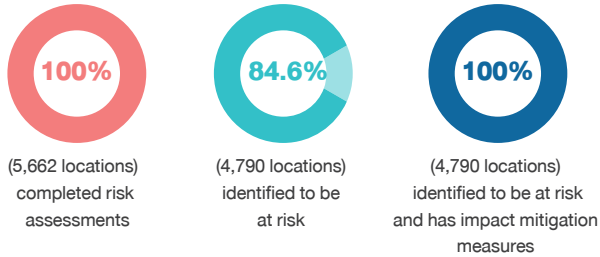 100%
(5,662 locations)
completed risk
assessments
84.6%
(4,790 locations)
identified to be
at risk
100%
(4,790 locations)
identified to be at risk
and has impact mitigation
measures